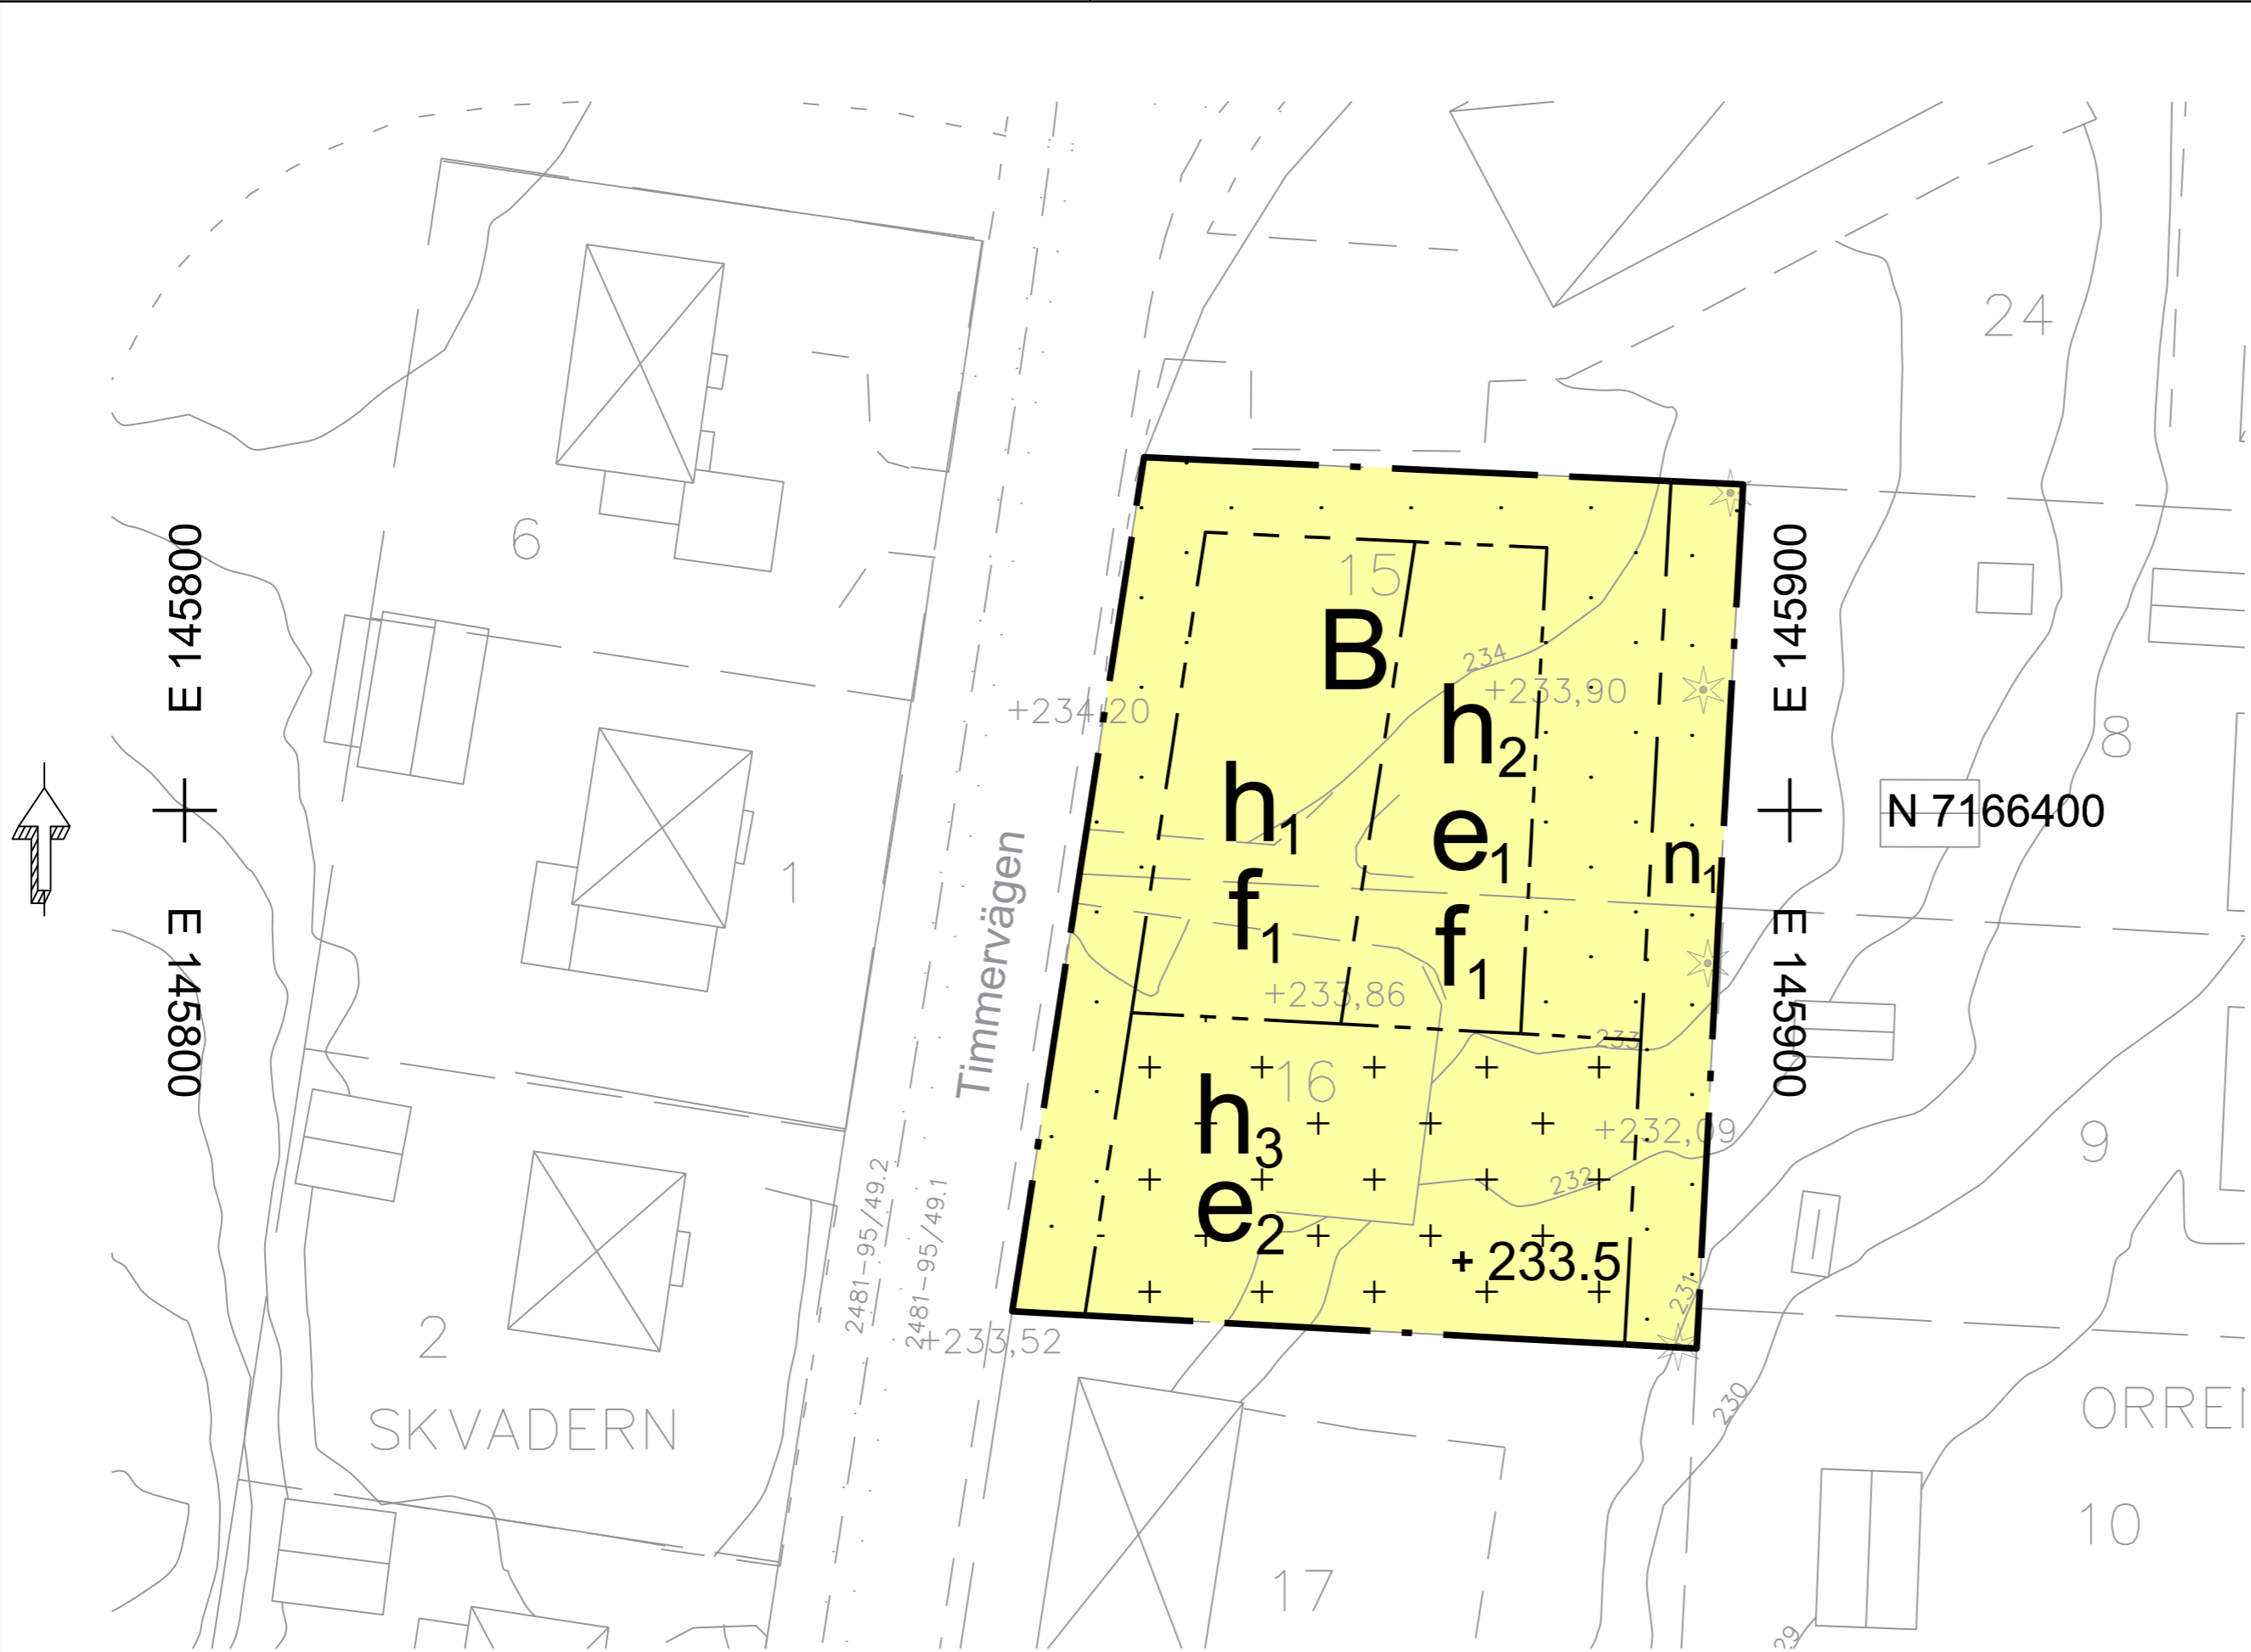 24
6
E 145800
E 145900
15
B
234
+233,90
+234,20
h2
8
h1
N 7166400
e1
n1
1
Timmervägen
f1
f1
E 145800
E 145900
+233,86
233
16
h3
+232,09
9
232
e2
+ 233.5
2481-95/49.2
2481-95/49.1
231
+233,52
2
230
SKVADERN
ORREN
10
17
29